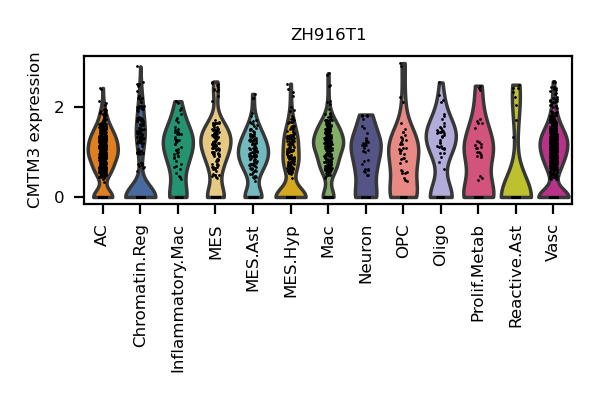 ZH916T1
CMTM3 expression
2
0
AC
Chromatin.Reg
Inflammatory.Mac
MES
MES.Ast
MES.Hyp
Mac
Neuron
OPC
Oligo
Prolif.Metab
Reactive.Ast
Vasc